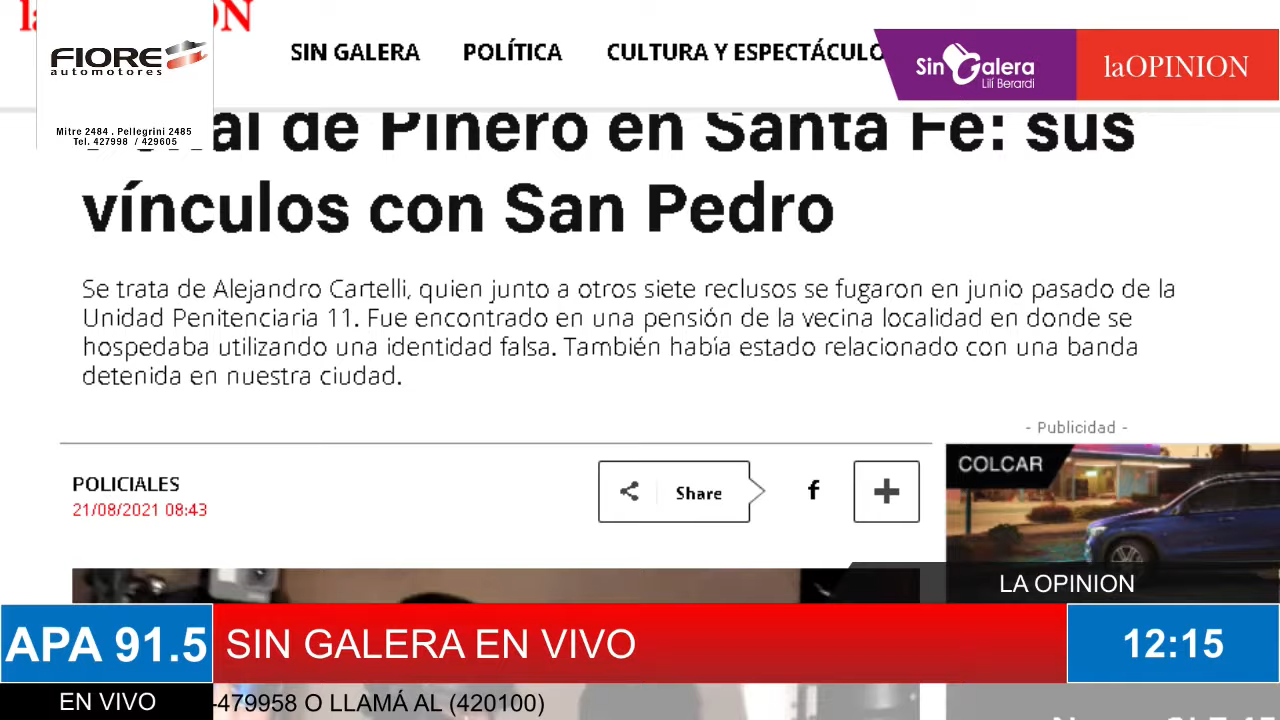 FIORE
automotores
Mitre 2484 . Pellegrini 2485
Tel. 427998 / 429605
SIN GALERA
POLÍTICA
CULTURA Y ESPECTÁCULO
Sin Galera
Lilí Berardi
laOPINION
de Piñero en Santa Fe: sus
vínculos con San Pedro
Se trata de Alejandro Cartelli, quien junto a otros siete reclusos se fugaron en junio pasado de la
Unidad Penitenciaria 11. Fue encontrado en una pensión de la vecina localidad en donde se
hospedaba utilizando una identidad falsa. También había estado relacionado con una banda
detenida en nuestra ciudad.
- Publicidad -
POLICIALES
21/08/2021 08:43
Share
f
COLCAR
LA OPINION
APA 91.5
SIN GALERA EN VIVO
12:15
EN VIVO
-479958 O LLAMÁ AL (420100)